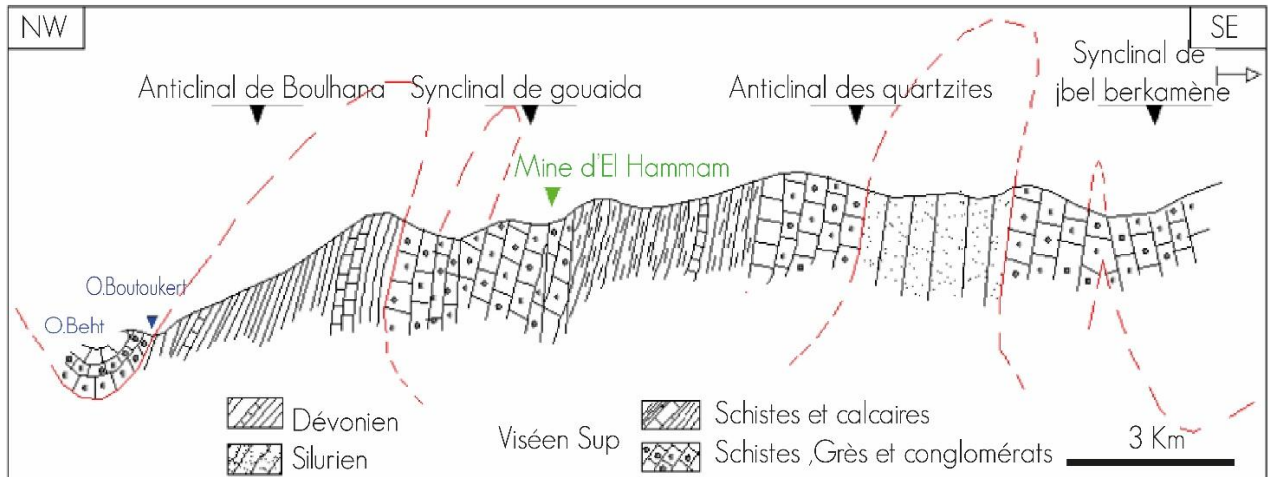 NW
SE
Anticlinal de Boulhana
Synclinal de gouaida
Anticlinal des quartzites
Synclinal de
jbel berkamène
Mine d'El Hammam
O.Boutoukert
O.Beht
Dévonien
Silurien
Viséen Sup
Schistes et calcaires
Schistes ,Grès et conglomérats
3 Km